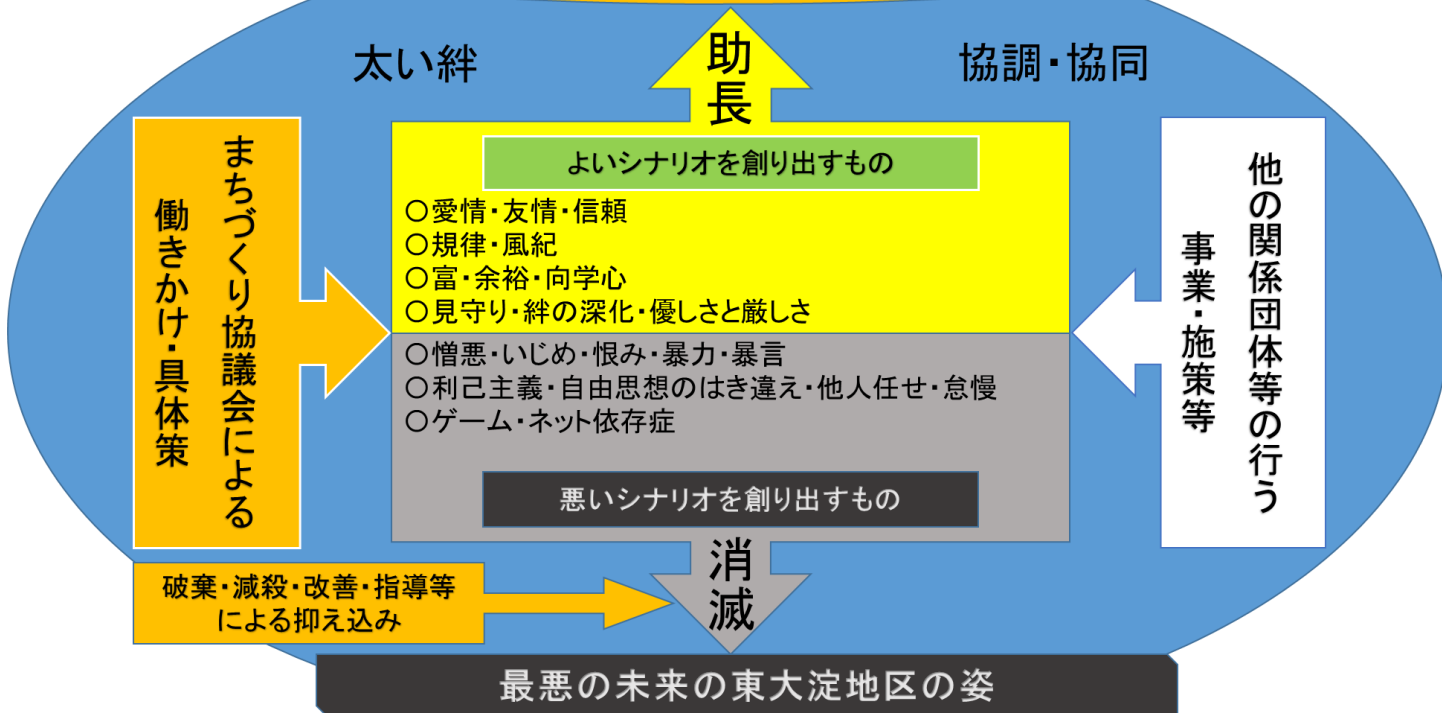 太い絆
助長
協調・協同
まちづくり協議会による
働きかけ・具体策
よいシナリオを創り出すもの
〇愛情・友情・信頼
〇規律・風紀
〇富・余裕・向学心
〇見守り・絆の深化・優しさと厳しさ
〇憎悪・いじめ・恨み・暴力・暴言
〇利己主義・自由思想のはき違え・他人任せ・怠慢
〇ゲーム・ネット依存症
悪いシナリオを創り出すもの
他の関係団体等の行う
事業・施策等
消滅
破棄・減殺・改善・指導等
による抑え込み
最悪の未来の東大淀地区の姿